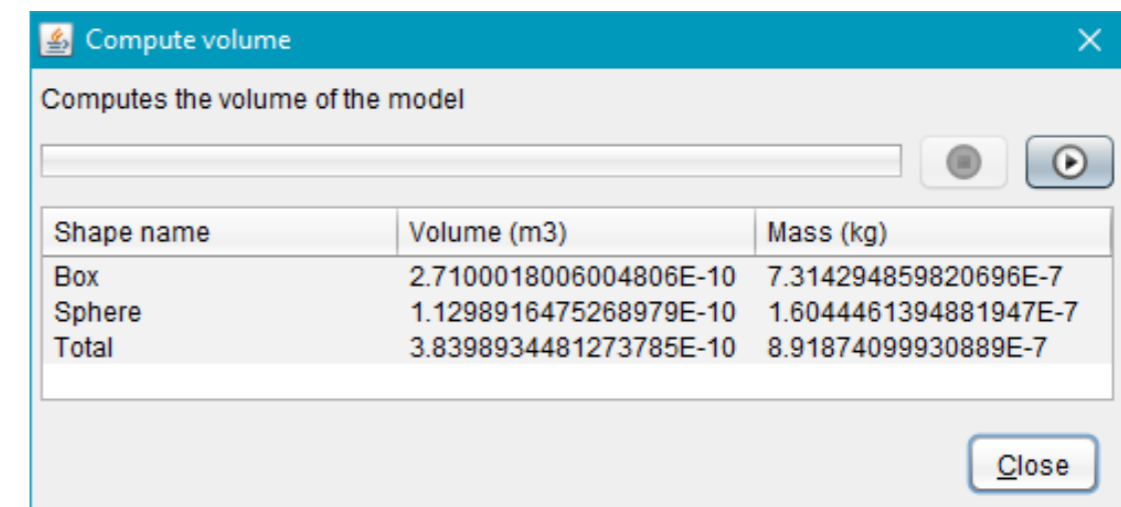 Compute volume
Computes the volume of the model
Shape name Volume (m3) Mass (kg)
Box 2.7100018006004806E-10 7.314294859820696E-7
Sphere 1.1298916475268979E-10 1.6044461394881947E-7
Total 3.8398934481273785E-10 8.91874099930889E-7
Close